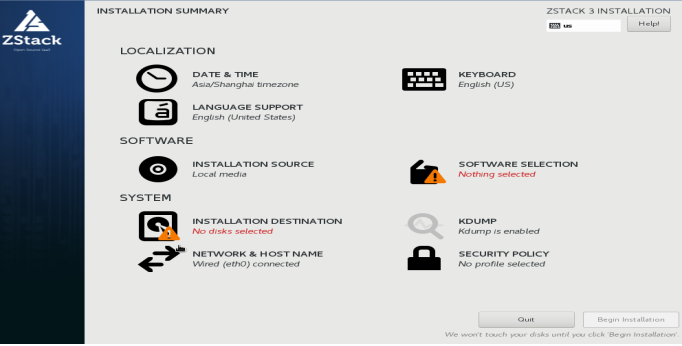 INSTALLATION SUMMARY
ZSTACK 3 INSTALLATION
us
Help!
ZStack
Open Source IaaS
LOCALIZATION
DATE & TIME
Asia/Shanghai timezone
KEYBOARD
English (US)
á
LANGUAGE SUPPORT
English (United States)
SOFTWARE
INSTALLATION SOURCE
Local media
SOFTWARE SELECTION
Nothing selected
SYSTEM
INSTALLATION DESTINATION
No disks selected
KDUMP
Kdump is enabled
NETWORK & HOST NAME
Wired (eth0) connected
SECURITY POLICY
No profile selected
Quit
Begin Installation
We won't touch your disks until you click 'Begin Installation'.